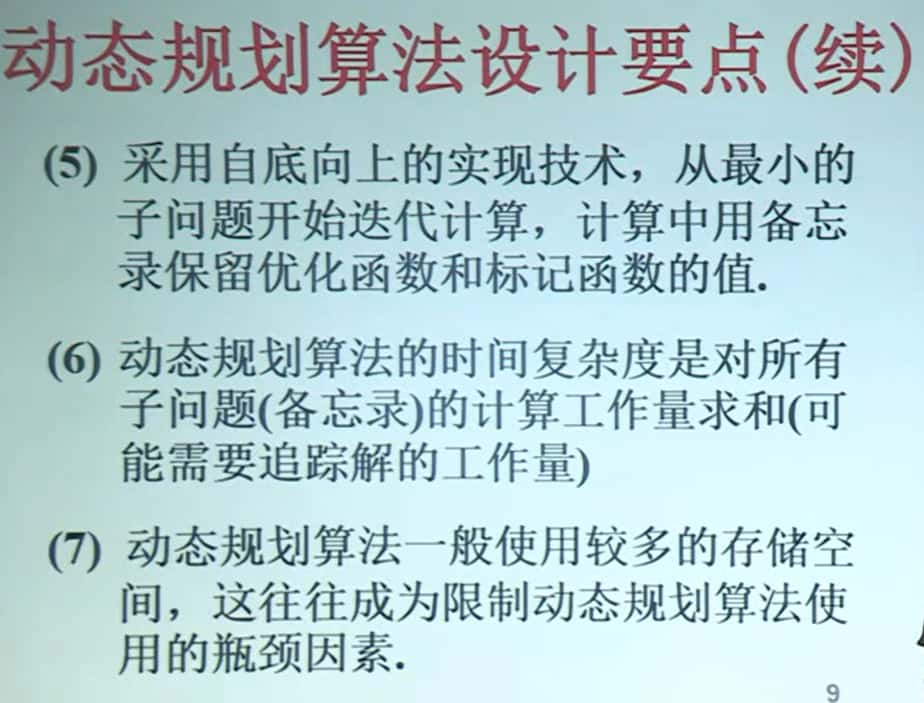 动态规划算法设计要点(续)
(5) 采用自底向上的实现技术，从最小的
子问题开始迭代计算，计算中用备忘
录保留优化函数和标记函数的值.
(6) 动态规划算法的时间复杂度是对所有
子问题(备忘录)的计算工作量求和(可
能需要追踪解的工作量)
(7) 动态规划算法一般使用较多的存储空
间，这往往成为限制动态规划算法使
用的瓶颈因素.
9